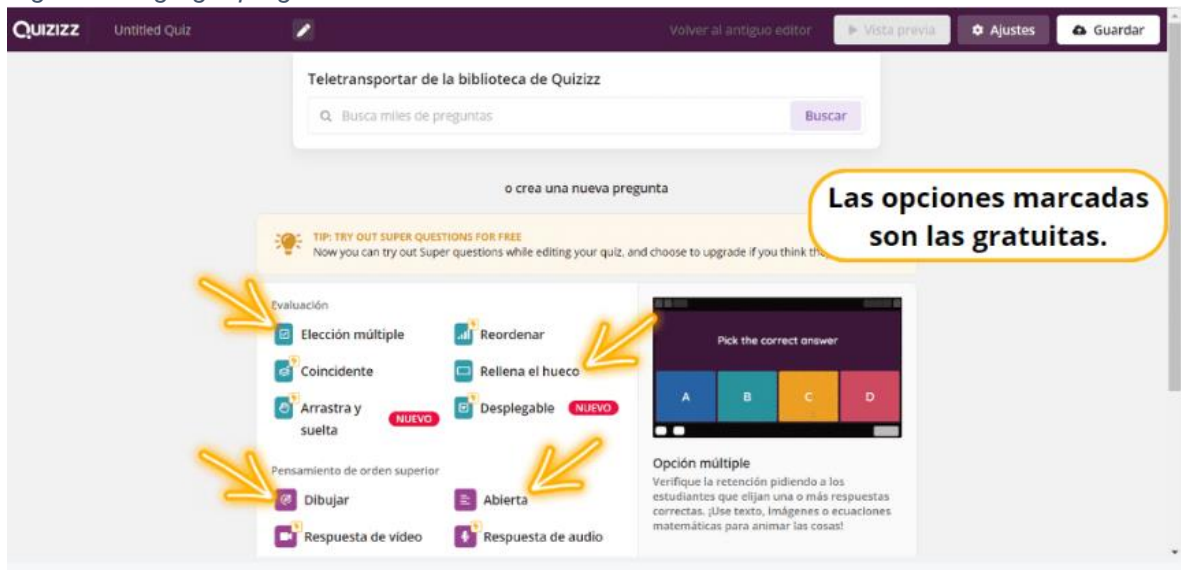 QUIZIZZ Untitled Quiz Volver al antiguo editor Vista previa Ajustes Guardar
Teletransportar de la biblioteca de Quizizz
Busca miles de preguntas Buscar
o crea una nueva pregunta
Las opciones marcadas
son las gratuitas.
TIP: TRY OUT SUPER QUESTIONS FOR FREE
Now you can try out Super questions while editing your quiz, and choose to upgrade if you think
Evaluación
Elección múltiple Reordenar
Coincidente Rellena el hueco
Arrastra y
suelta NUEVO Desplegable NUEVO
Pensamiento de orden superior
Dibujar Abierta
Respuesta de vídeo Respuesta de audio
Pick the correct answer
A B C D
Opción múltiple
Verifique la retención pidiendo a los
estudiantes que elijan una o más respuestas
correctas. ¡Use texto, imágenes o ecuaciones
matemáticas para animar las cosas!